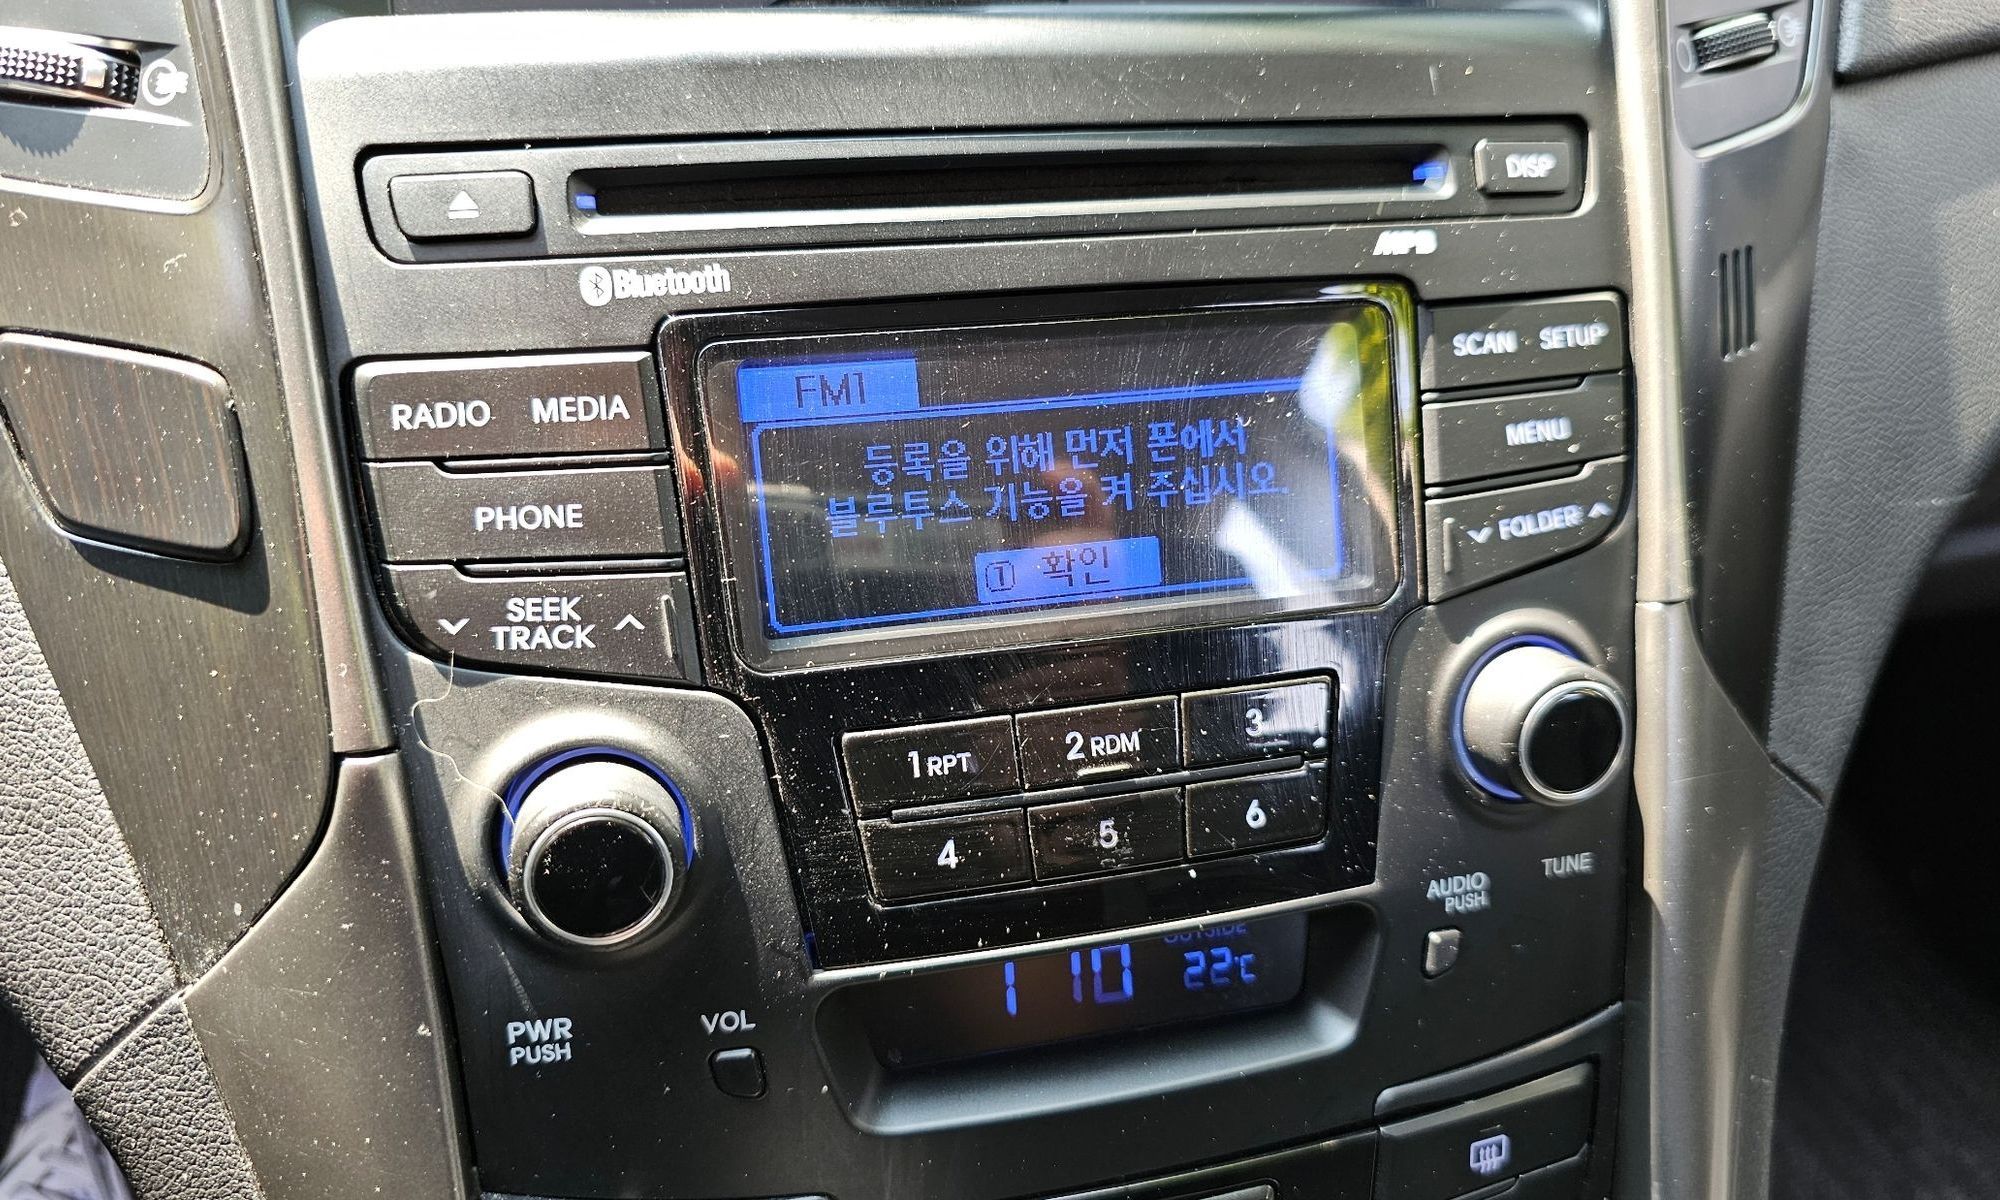 DISP
MP3
Bluetooth
RADIO MEDIA
FM1
SCAN SETUP
등록을 위해 먼저 폰에서
블루투스 기능을 켜 주십시오.
① 확인
MENU
PHONE
FOLDER
SEEK
TRACK
1 RPT
2 RDM
3
4
5
6
TUNE
AUDIO
PUSH
OUTSIDE
1 10 22℃
PWR
PUSH
VOL